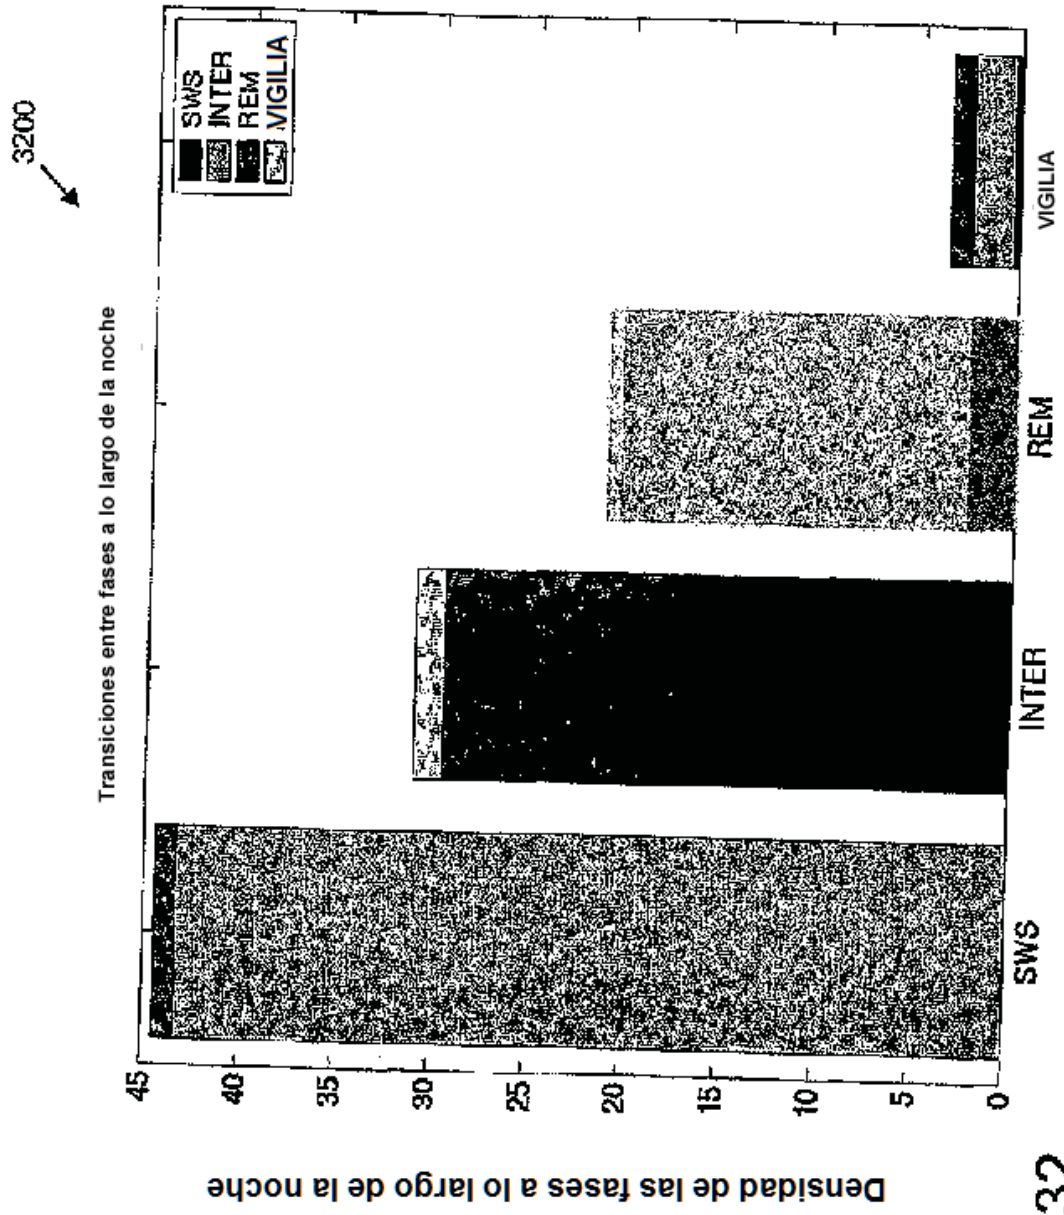 3200
Transiciones entre fases a lo largo de la noche
SWS
INTER
REM
VIGILIA
Densidad de las fases a lo largo de la noche
45
40
35
30
25
20
15
10
5
0
SWS
INTER
REM
VIGILIA
32